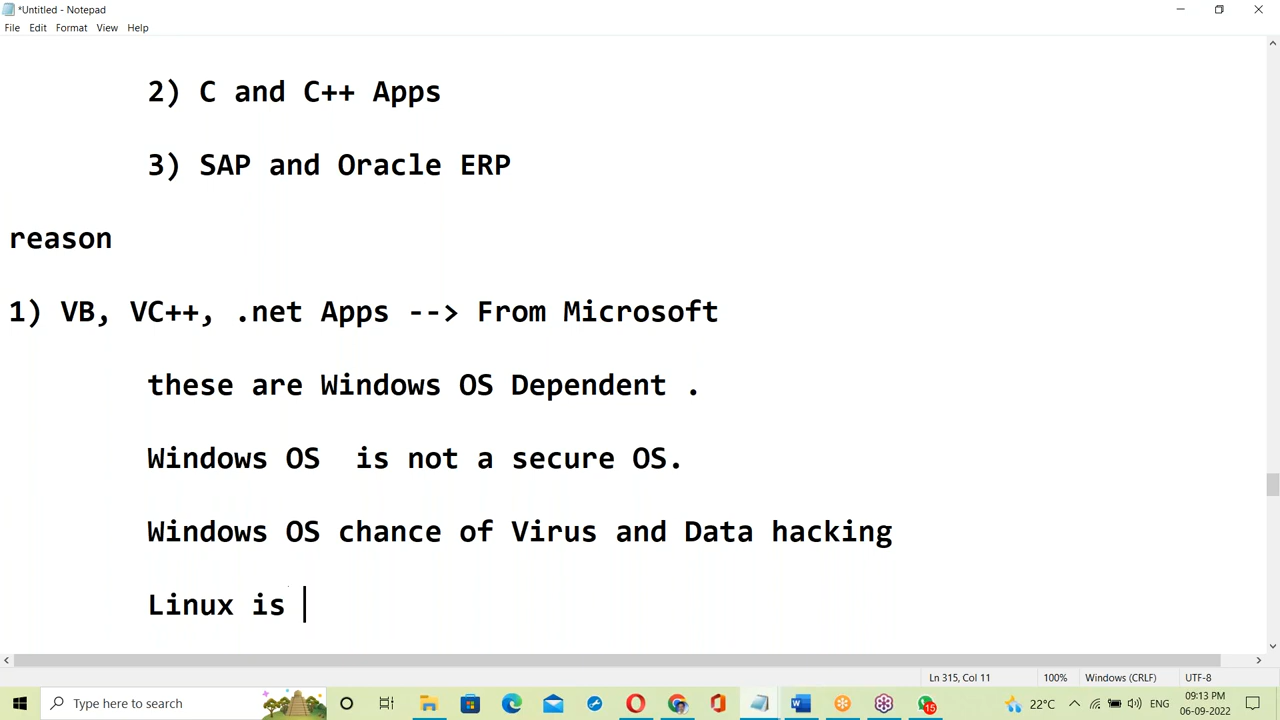 *Untitled - Notepad
File Edit Format View Help
2) C and C++ Apps
3) SAP and Oracle ERP
reason
1) VB, VC++, .net Apps --> From Microsoft
these are Windows OS Dependent .
Windows OS  is not a secure OS.
Windows OS chance of Virus and Data hacking
Linux is
Ln 315, Col 11 100% Windows (CRLF) UTF-8
Type here to search 15 22°C ENG 09:13 PM
06-09-2022